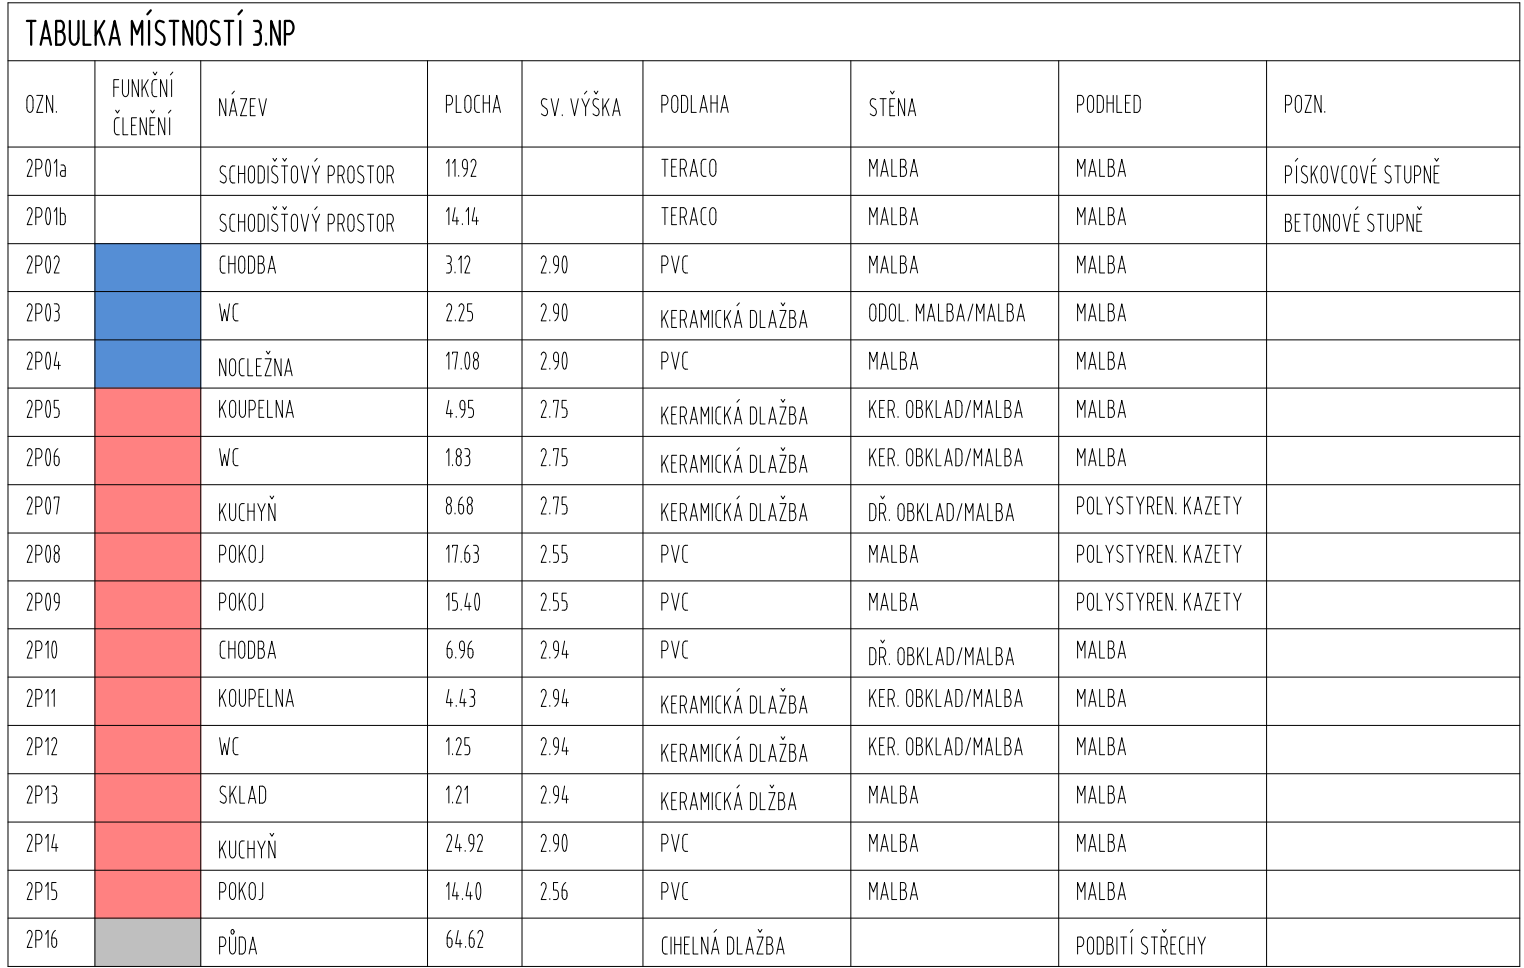 TABULKA MÍSTNOSTÍ 3.NP
OZN. FUNKČNÍ ČLENĚNÍ NÁZEV PLOCHA SV. VÝŠKA PODLAHA STĚNA PODHLED POZN.
2P01a SCHODIŠŤOVÝ PROSTOR 11.92 TERACO MALBA MALBA PÍSKOVCOVÉ STUPNĚ
2P01b SCHODIŠŤOVÝ PROSTOR 14.14 TERACO MALBA MALBA BETONOVÉ STUPNĚ
2P02 CHODBA 3.12 2.90 PVC MALBA MALBA
2P03 WC 2.25 2.90 KERAMICKÁ DLAŽBA ODOL. MALBA/MALBA MALBA
2P04 NOCLEŽNA 17.08 2.90 PVC MALBA MALBA
2P05 KOUPELNA 4.95 2.75 KERAMICKÁ DLAŽBA KER. OBKLAD/MALBA MALBA
2P06 WC 1.83 2.75 KERAMICKÁ DLAŽBA KER. OBKLAD/MALBA MALBA
2P07 KUCHYŇ 8.68 2.75 KERAMICKÁ DLAŽBA DŘ. OBKLAD/MALBA POLYSTYREN. KAZETY
2P08 POKOJ 17.63 2.55 PVC MALBA POLYSTYREN. KAZETY
2P09 POKOJ 15.40 2.55 PVC MALBA POLYSTYREN. KAZETY
2P10 CHODBA 6.96 2.94 PVC DŘ. OBKLAD/MALBA MALBA
2P11 KOUPELNA 4.43 2.94 KERAMICKÁ DLAŽBA KER. OBKLAD/MALBA MALBA
2P12 WC 1.25 2.94 KERAMICKÁ DLAŽBA KER. OBKLAD/MALBA MALBA
2P13 SKLAD 1.21 2.94 KERAMICKÁ DLŽBA MALBA MALBA
2P14 KUCHYŇ 24.92 2.90 PVC MALBA MALBA
2P15 POKOJ 14.40 2.56 PVC MALBA MALBA
2P16 PŮDA 64.62 CIHELNÁ DLAŽBA PODBITÍ STŘECHY